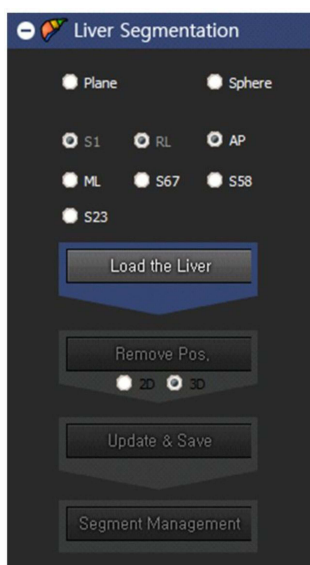 Liver Segmentation
Plane Sphere
S1 RL AP
ML S67 S58
S23
Load the Liver
Remove Pos,
2D 3D
Update & Save
Segment Management